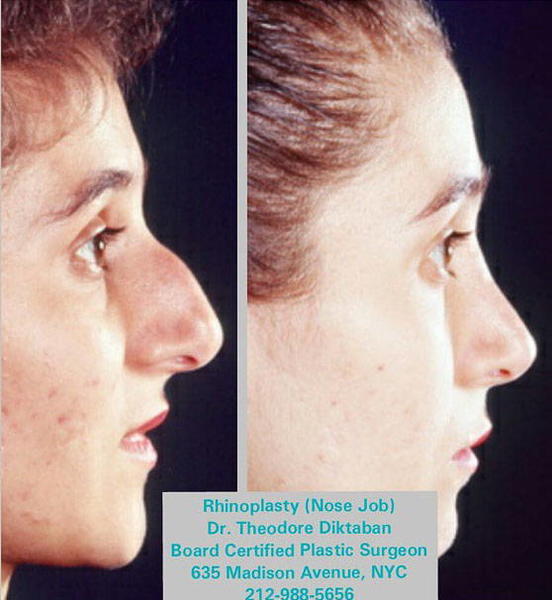 Rhinoplasty (Nose Job)
Dr. Theodore Diktaban
Board Certified Plastic Surgeon
635 Madison Avenue, NYC
212-988-5656